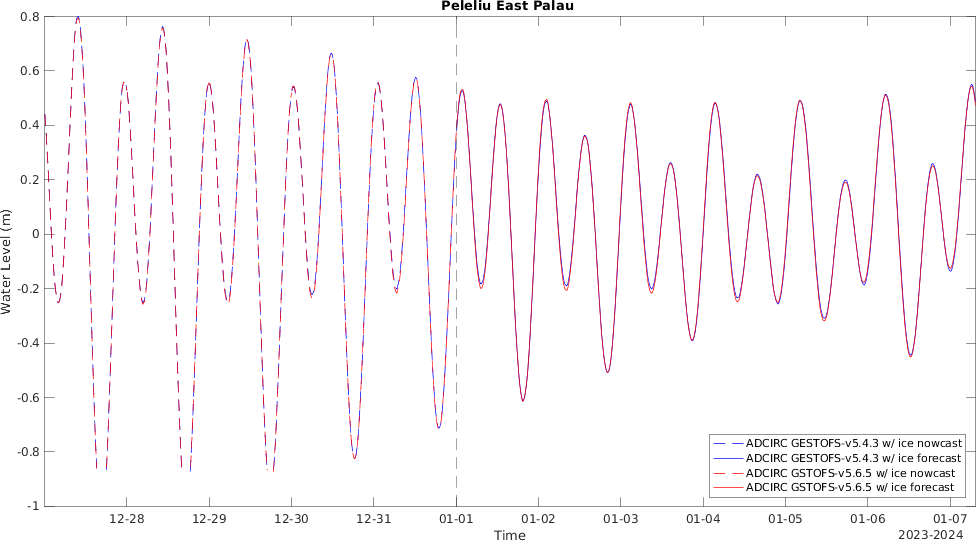 Peleliu East Palau
0.8
0.6
0.4
0.2
0
-0.2
-0.4
-0.6
-0.8
-1
Water Level (m)
ADCIRC GESTOFS-v5.4.3 w/ ice nowcast
ADCIRC GESTOFS-v5.4.3 w/ ice forecast
ADCIRC GSTOFS-v5.6.5 w/ ice nowcast
ADCIRC GSTOFS-v5.6.5 w/ ice forecast
12-28 12-29 12-30 12-31 01-01 01-02 01-03 01-04 01-05 01-06 01-07
Time
2023-2024